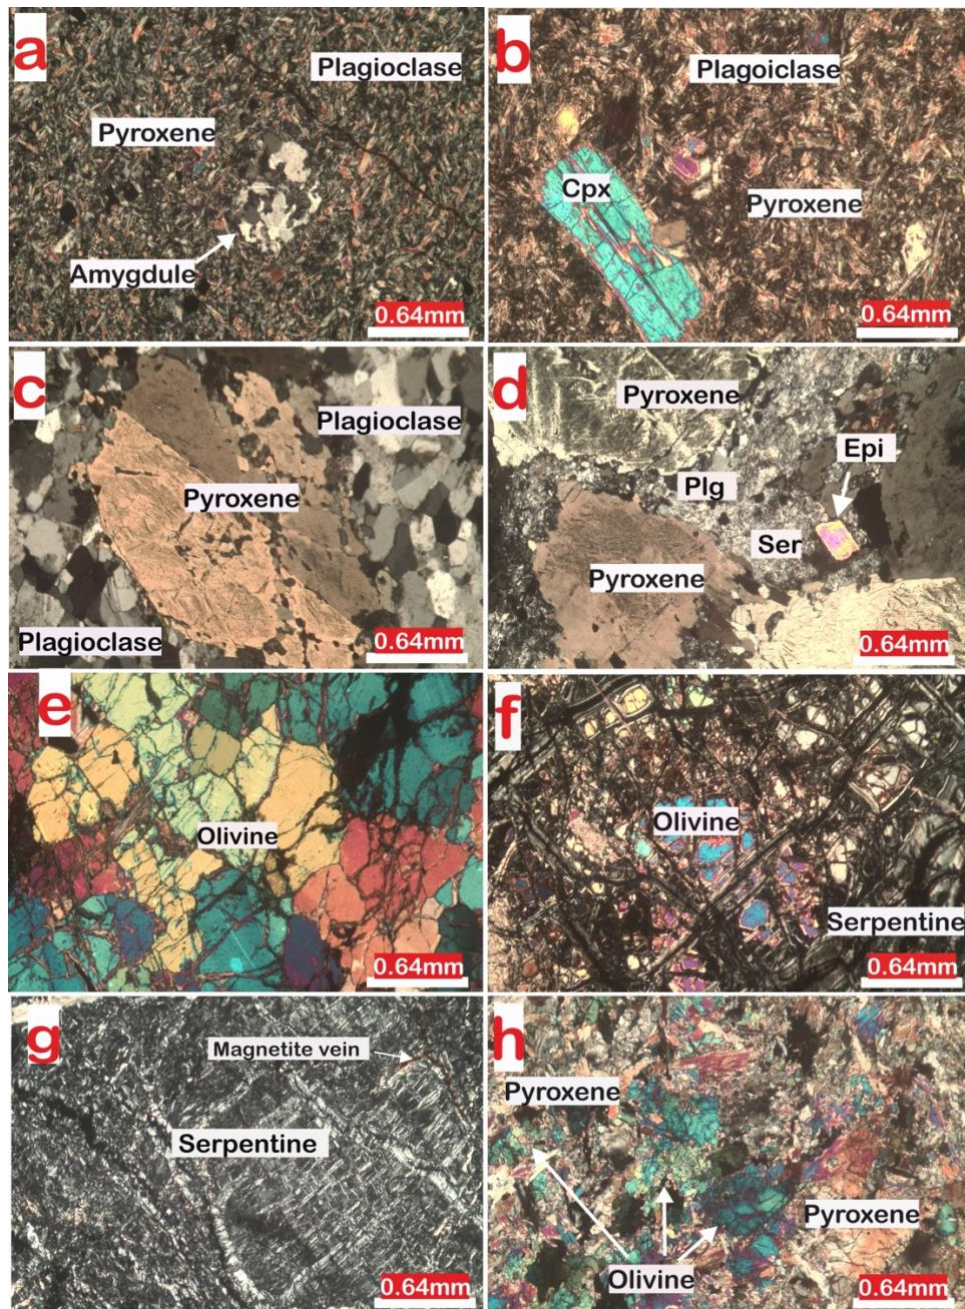 a
Plagioclase
Pyroxene
Amygdule
0.64mm
b
Plagoiclase
Cpx
Pyroxene
0.64mm
c
Plagioclase
Pyroxene
Plagioclase
0.64mm
d
Pyroxene
Epi
Plg
Ser
Pyroxene
0.64mm
e
Olivine
0.64mm
f
Olivine
Serpentine
0.64mm
g
Magnetite vein
Serpentine
0.64mm
h
Pyroxene
Pyroxene
Olivine
0.64mm